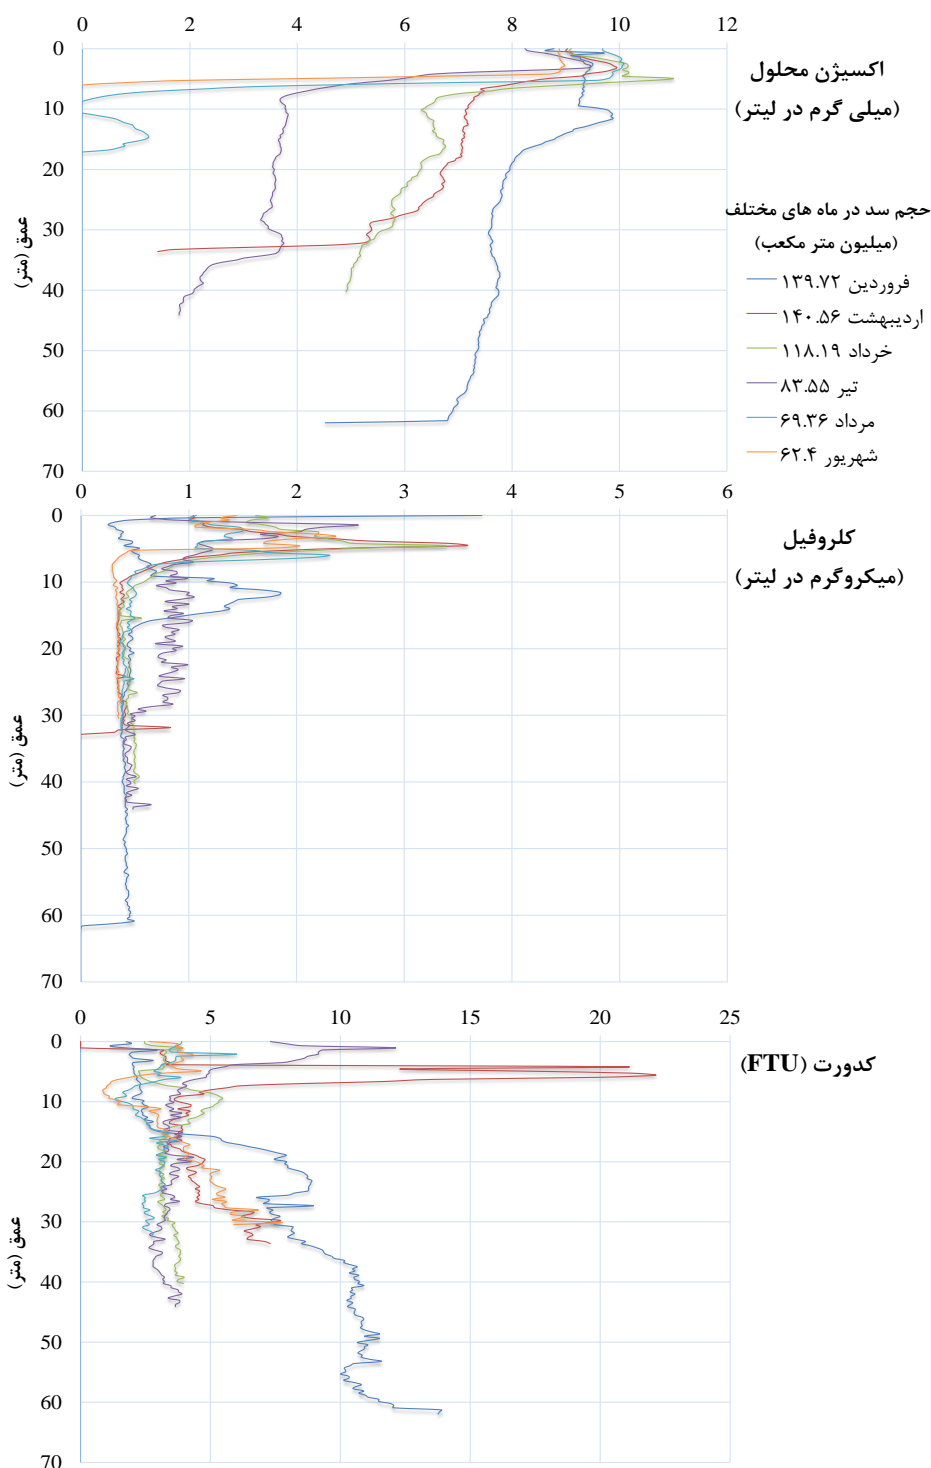 0 2 4 6 8 10 12
0
10
20
30
40
50
60
70
عمق (متر)
اکسیژن محلول
(میلی گرم در لیتر)
حجم سد در ماه های مختلف
(میلیون متر مکعب)
فروردین ۱۳۹.۷۲
اردیبهشت ۱۴۰.۵۶
خرداد ۱۱۸.۱۹
تیر ۸۳.۵۵
مرداد ۶۹.۳۶
شهریور ۶۲.۴
0 1 2 3 4 5 6
0
10
20
30
40
50
60
70
عمق (متر)
کلروفیل
(میکروگرم در لیتر)
0 5 10 15 20 25
0
10
20
30
40
50
60
70
عمق (متر)
کدورت (FTU)